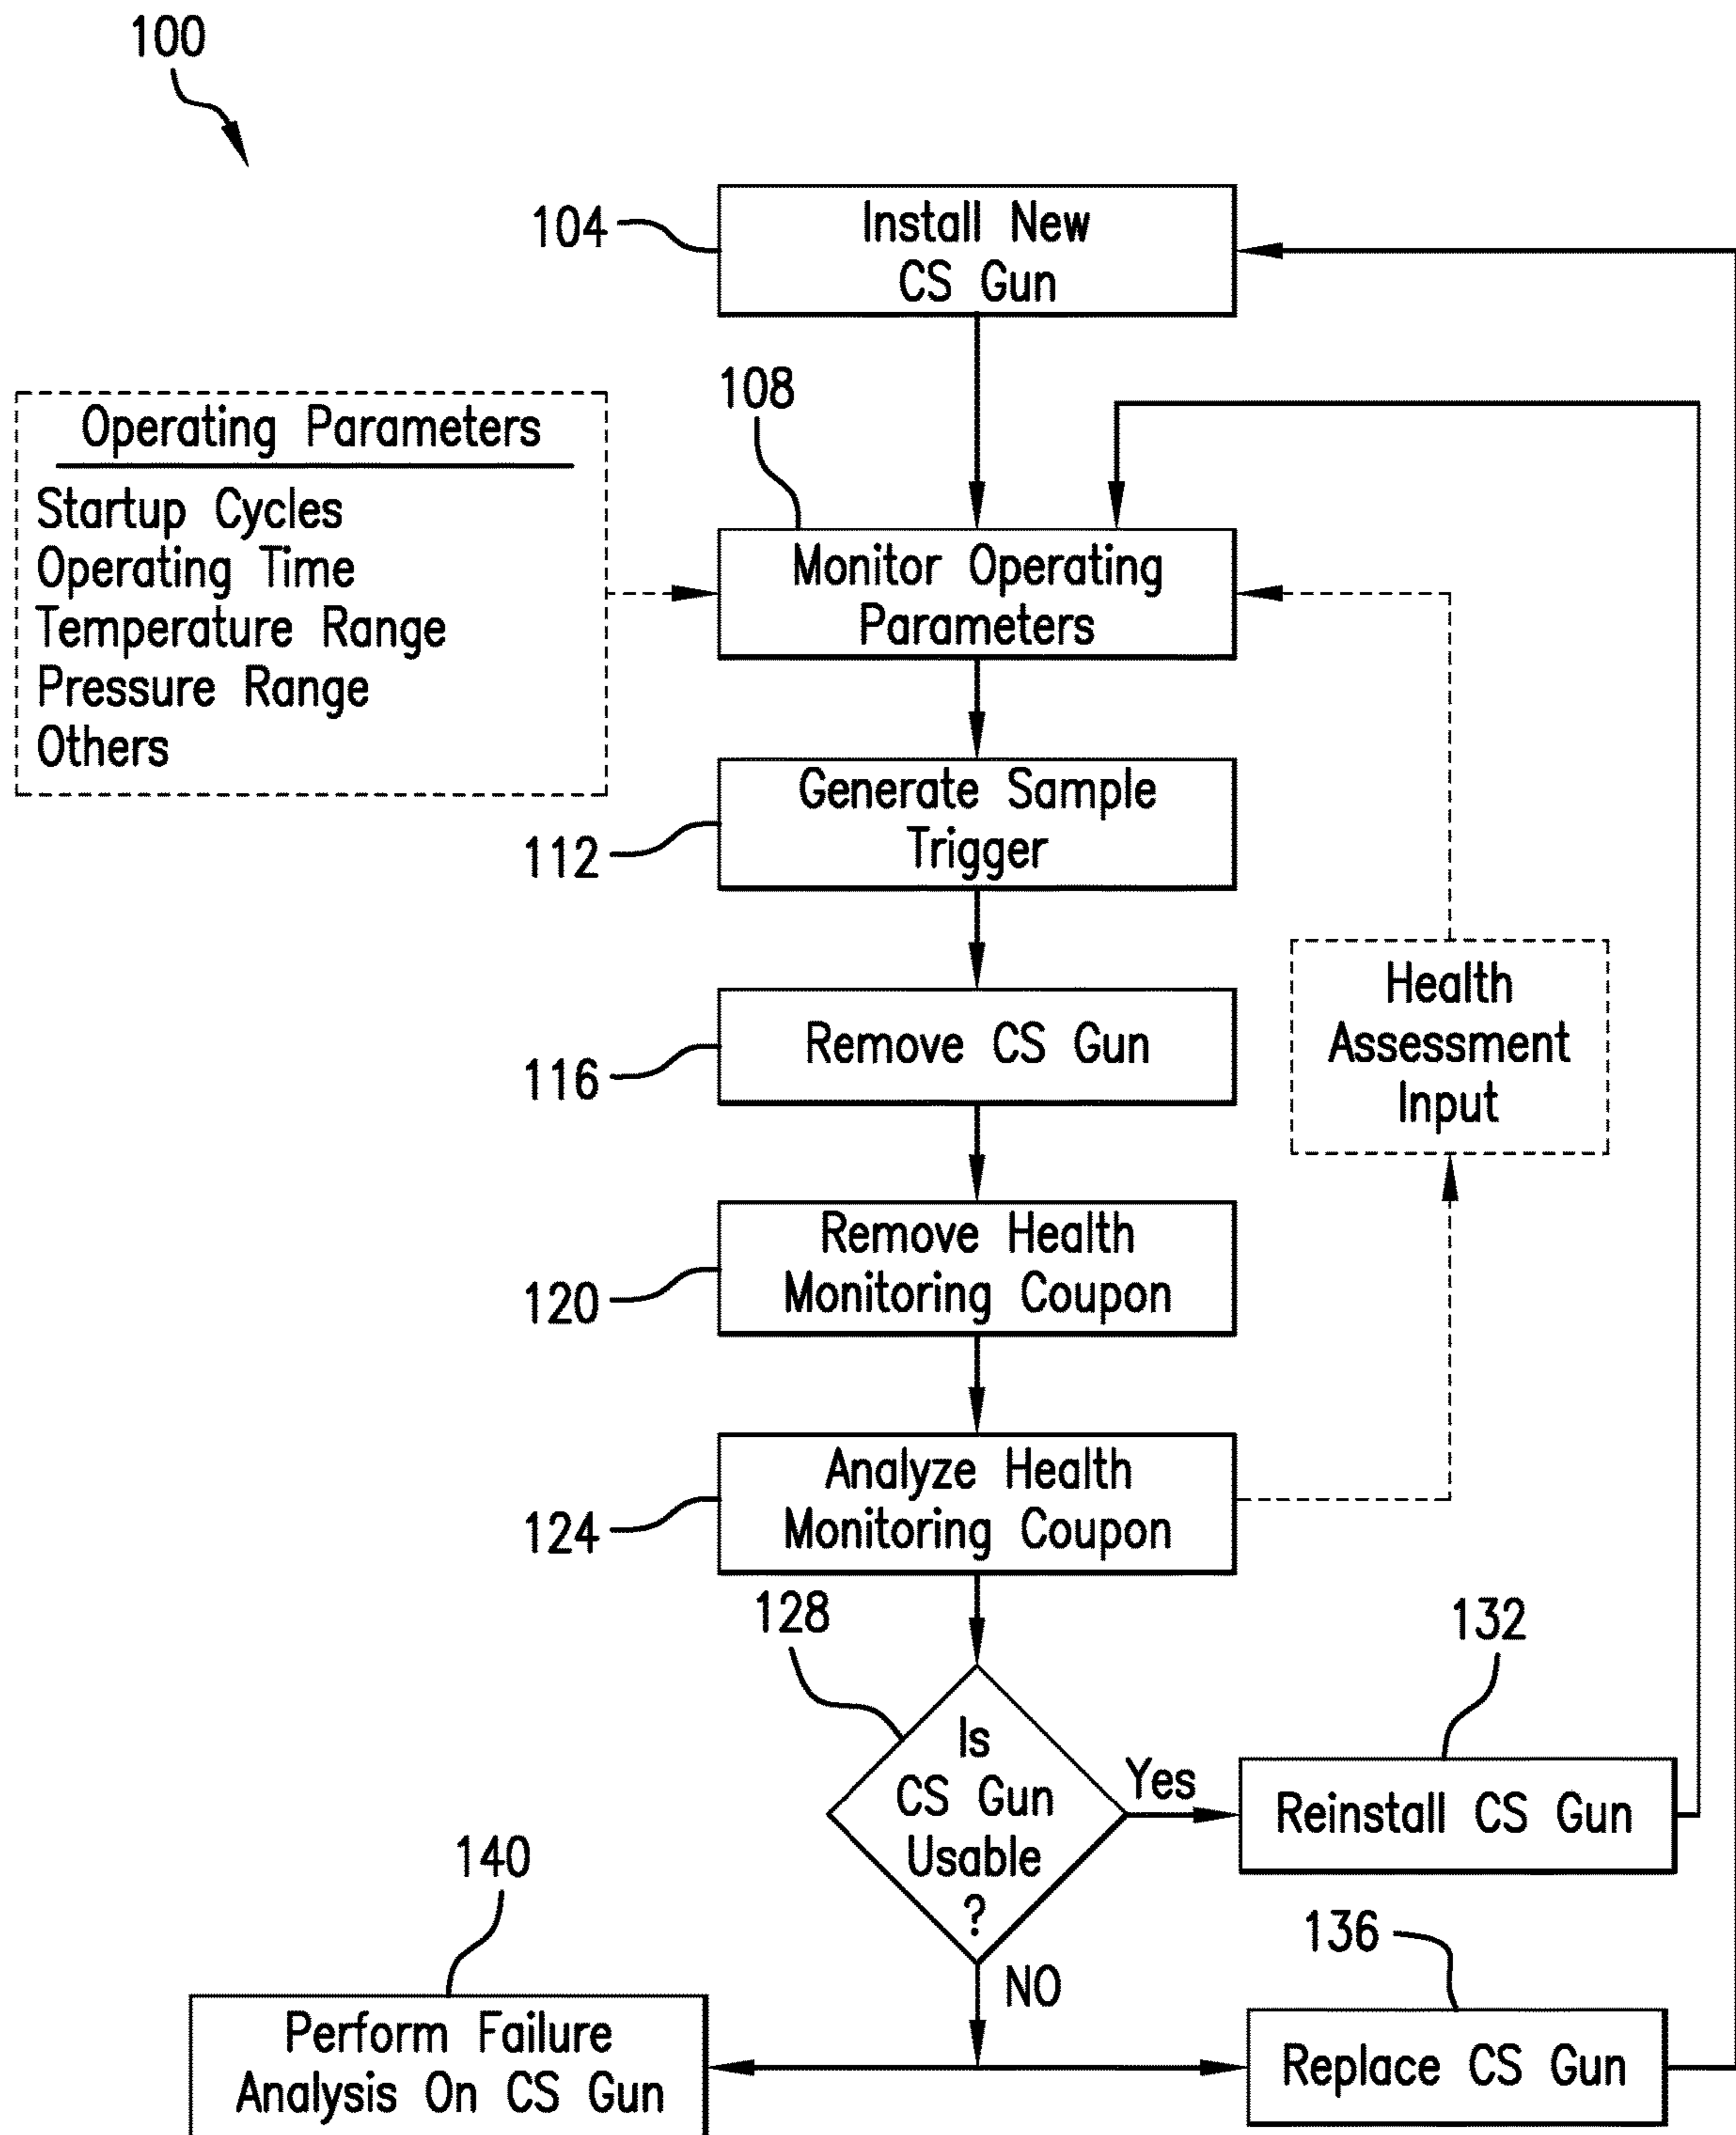 100
104
Install New
CS Gun
108
Operating Parameters
Startup Cycles
Operating Time
Temperature Range
Pressure Range
Others
Monitor Operating
Parameters
112
Generate Sample
Trigger
116
Remove CS Gun
Health
Assessment
Input
120
Remove Health
Monitoring Coupon
124
Analyze Health
Monitoring Coupon
128
Is
CS Gun
Usable
?
Yes
132
Reinstall CS Gun
NO
140
Perform Failure
Analysis On CS Gun
136
Replace CS Gun